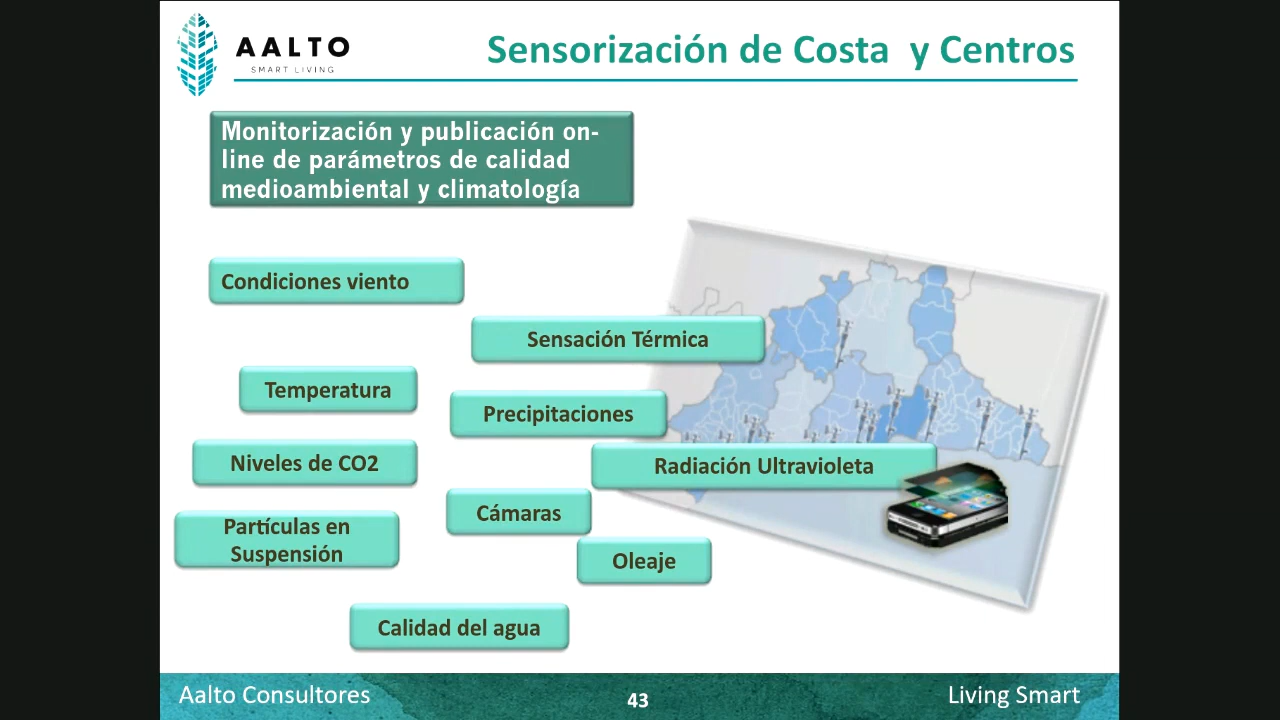 AALTO
SMART LIVING
Sensorización de Costa y Centros
Monitorización y publicación on-
line de parámetros de calidad
medioambiental y climatología
Condiciones viento
Sensación Térmica
Temperatura
Precipitaciones
Niveles de CO2
Radiación Ultravioleta
Cámaras
Partículas en
Suspensión
Oleaje
Calidad del agua
Aalto Consultores
43
Living Smart